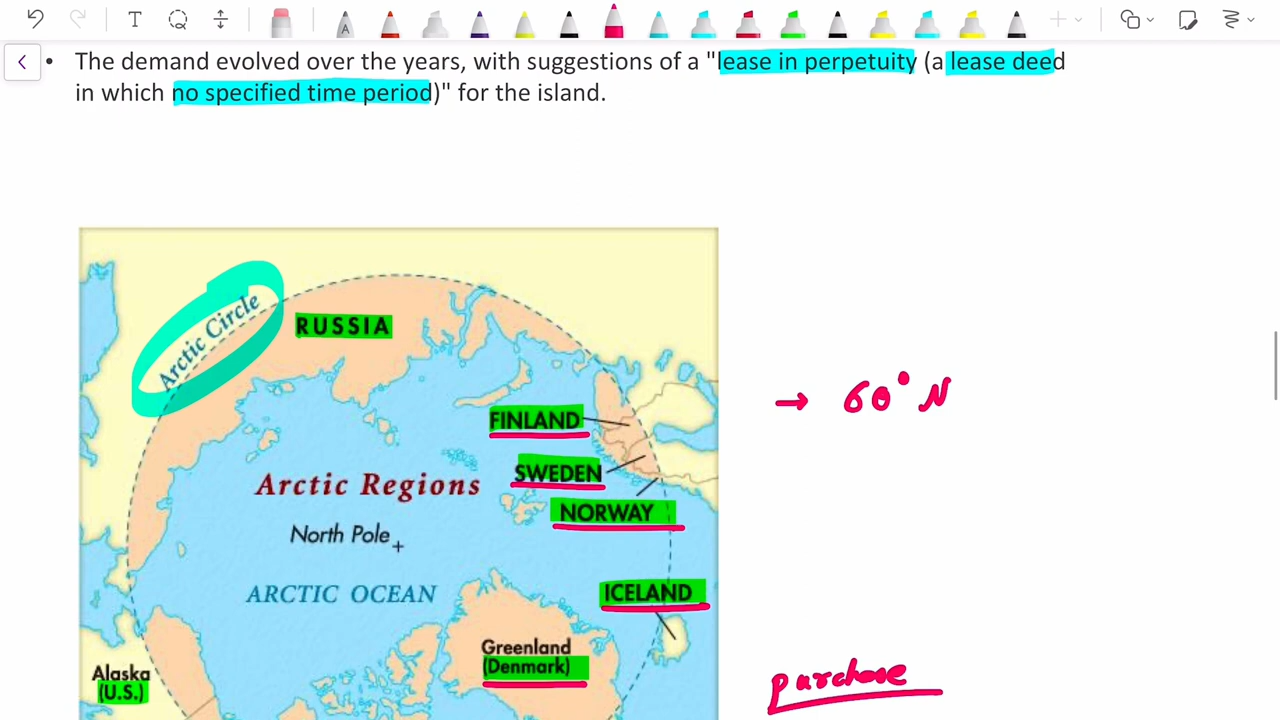 The demand evolved over the years, with suggestions of a "lease in perpetuity (a lease deed
in which no specified time period)" for the island.
Arctic Circle
RUSSIA
→ 60° N
FINLAND
SWEDEN
Arctic Regions
NORWAY
North Pole
ARCTIC OCEAN
ICELAND
Greenland
(Denmark)
Alaska
(U.S.)
purchase